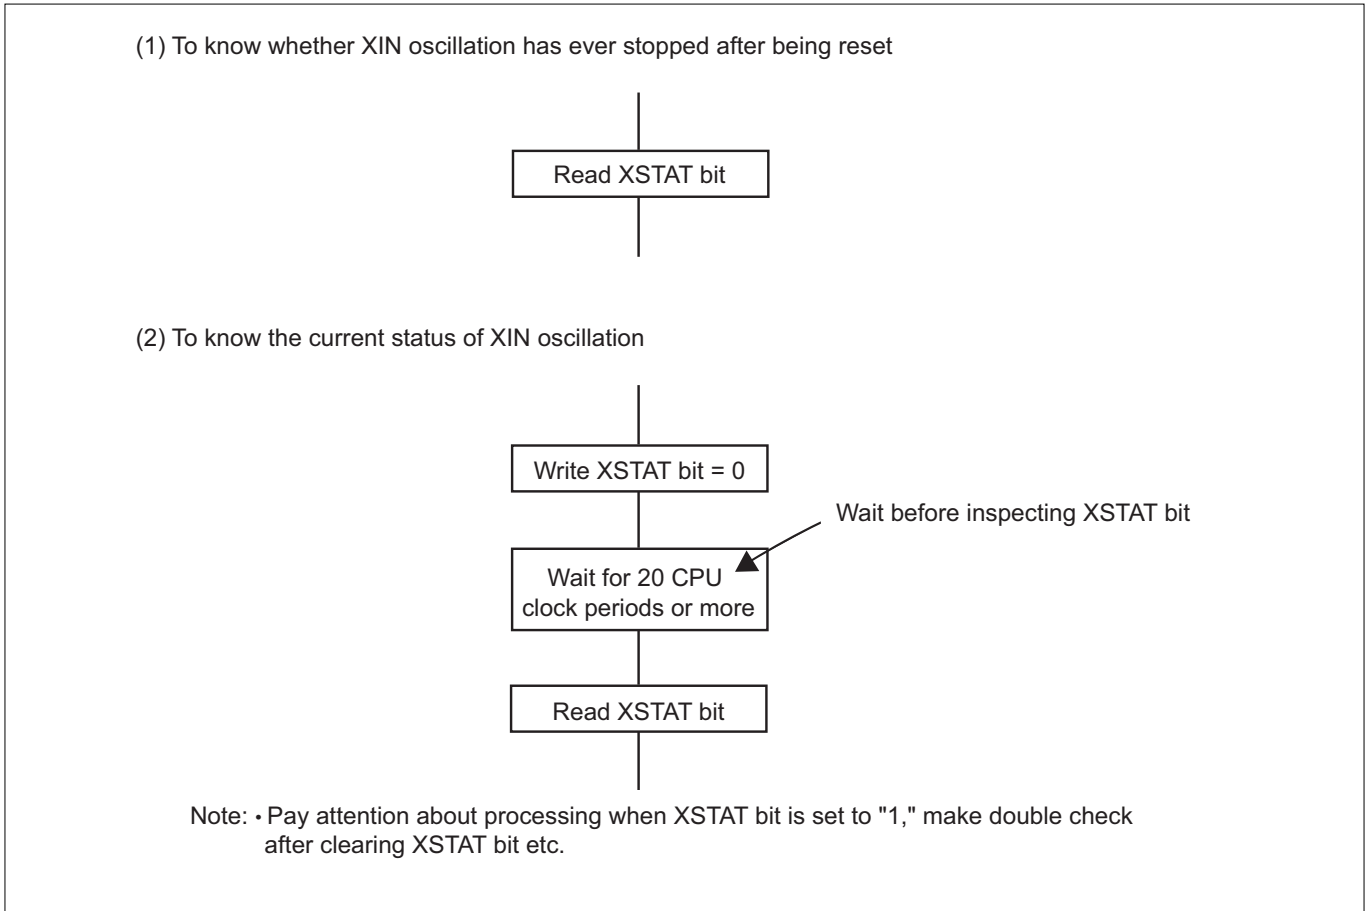 (1) To know whether XIN oscillation has ever stopped after being reset
Read XSTAT bit
(2) To know the current status of XIN oscillation
Write XSTAT bit = 0
Wait before inspecting XSTAT bit
Wait for 20 CPU
clock periods or more
Read XSTAT bit
Note: • Pay attention about processing when XSTAT bit is set to "1," make double check
after clearing XSTAT bit etc.